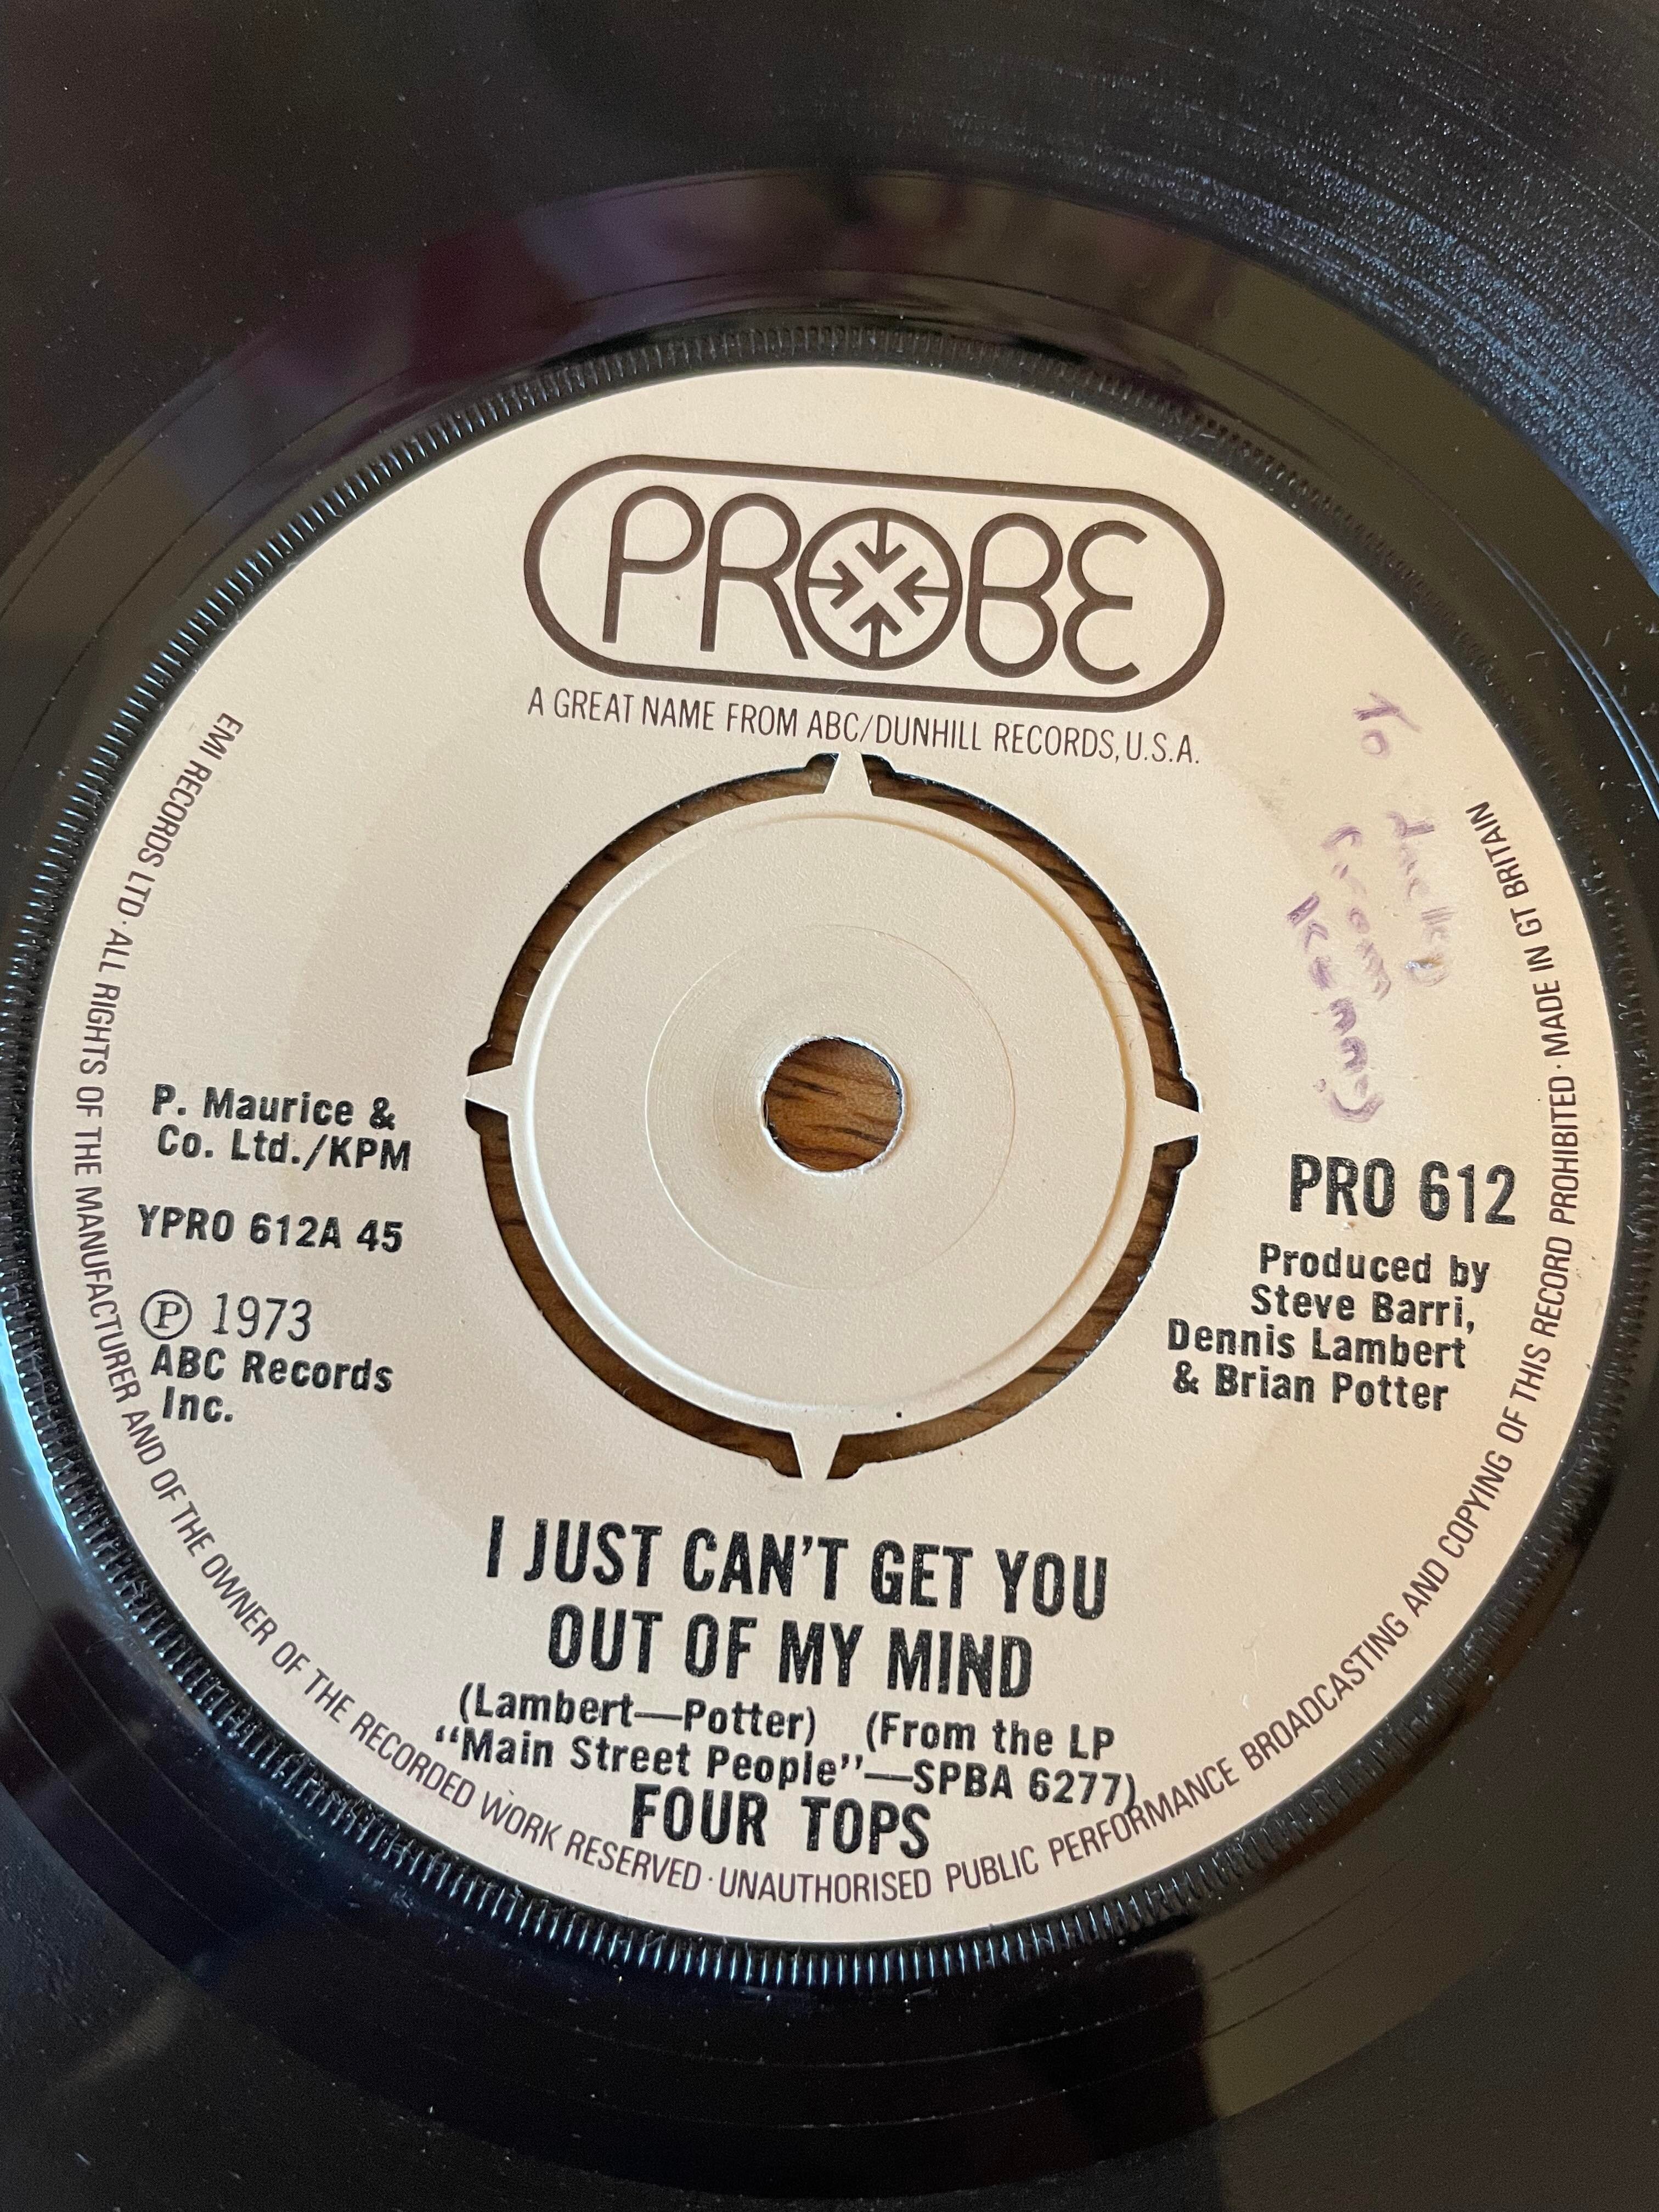 PROBE
A GREAT NAME FROM ABC/DUNHILL RECORDS, U.S.A.
EMI RECORDS LTD · ALL RIGHTS OF THE MANUFACTURER AND OF THE OWNER OF THE RECORDED WORK RESERVED · UNAUTHORISED PUBLIC PERFORMANCE BROADCASTING AND COPYING OF THIS RECORD PROHIBITED · MADE IN GT BRITAIN
To
from
Kenny
P. Maurice &
Co. Ltd./KPM
YPRO 612A 45
Ⓟ 1973
ABC Records
Inc.
PRO 612
Produced by
Steve Barri,
Dennis Lambert
& Brian Potter
I JUST CAN'T GET YOU
OUT OF MY MIND
(Lambert—Potter) (From the LP
“Main Street People”—SPBA 6277)
FOUR TOPS